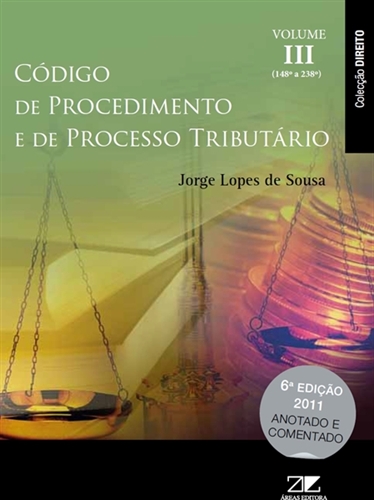 VOLUME
III
(148º a 238º)
Colecção DIREITO
CÓDIGO
DE PROCEDIMENTO
E DE PROCESSO TRIBUTÁRIO
Jorge Lopes de Sousa
6ª EDIÇÃO
2011
ANOTADO E
COMENTADO
ÁREAS EDITORA